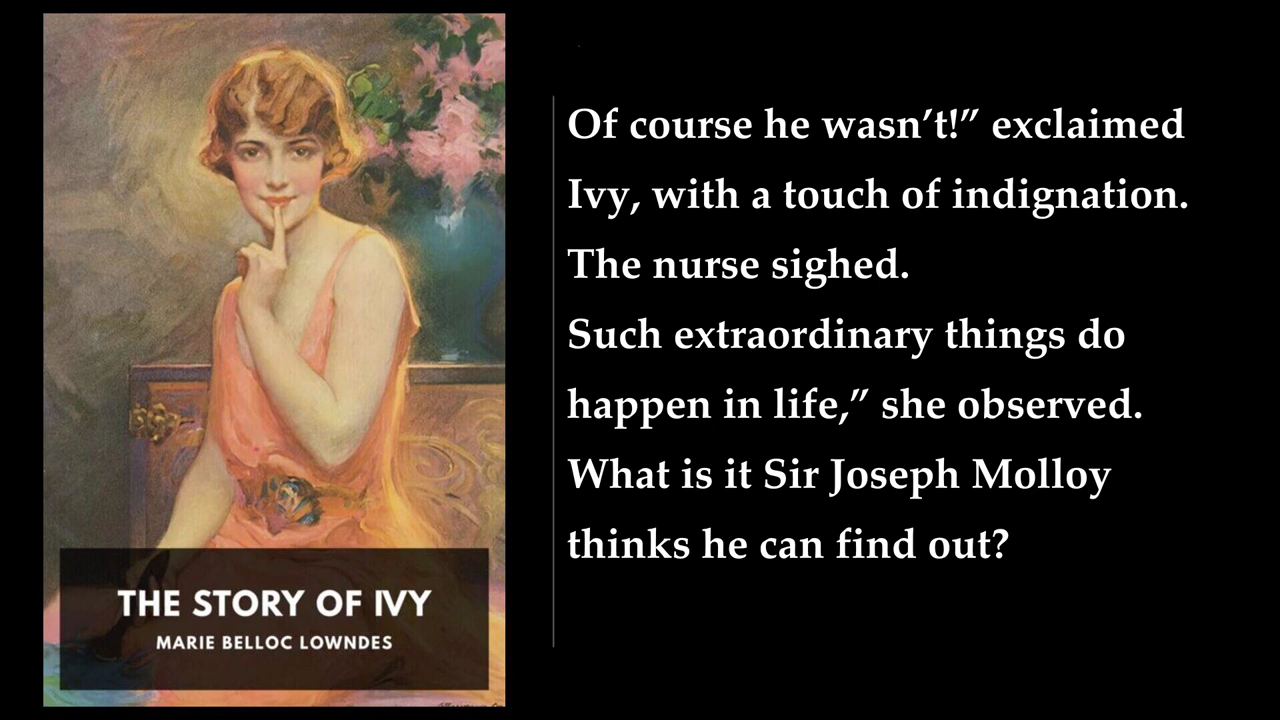 THE STORY OF IVY
MARIE BELLOC LOWNDES
Of course he wasn’t!” exclaimed
Ivy, with a touch of indignation.
The nurse sighed.
Such extraordinary things do
happen in life,” she observed.
What is it Sir Joseph Molloy
thinks he can find out?